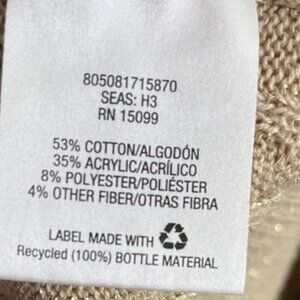 805081715870
SEAS: H3
RN 15099
53% COTTON/ALGODÓN
35% ACRYLIC/ACRÍLICO
8% POLYESTER/POLIÉSTER
4% OTHER FIBER/OTRAS FIBRA
LABEL MADE WITH
Recycled (100%) BOTTLE MATERIAL